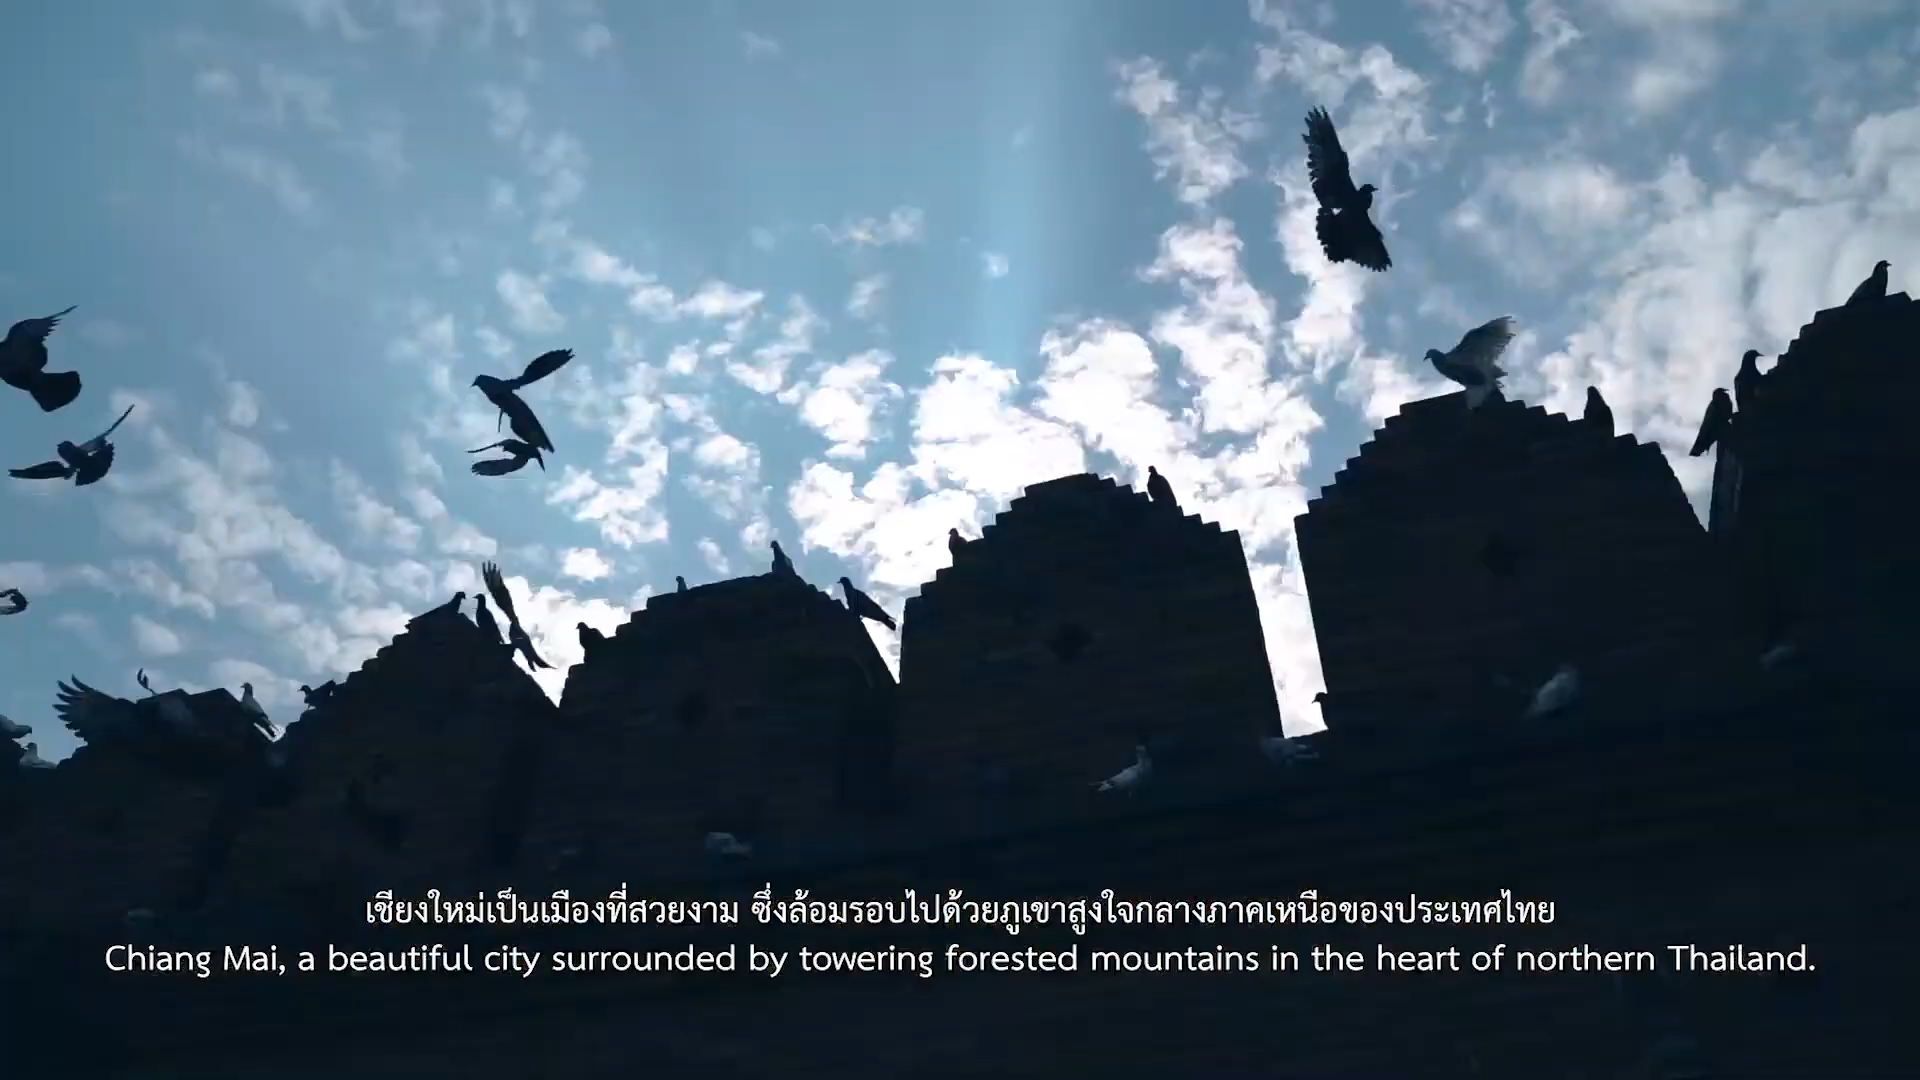 เชียงใหม่เป็นเมืองที่สวยงาม ซึ่งล้อมรอบไปด้วยภูเขาสูงใจกลางภาคเหนือของประเทศไทย
Chiang Mai, a beautiful city surrounded by towering forested mountains in the heart of northern Thailand.